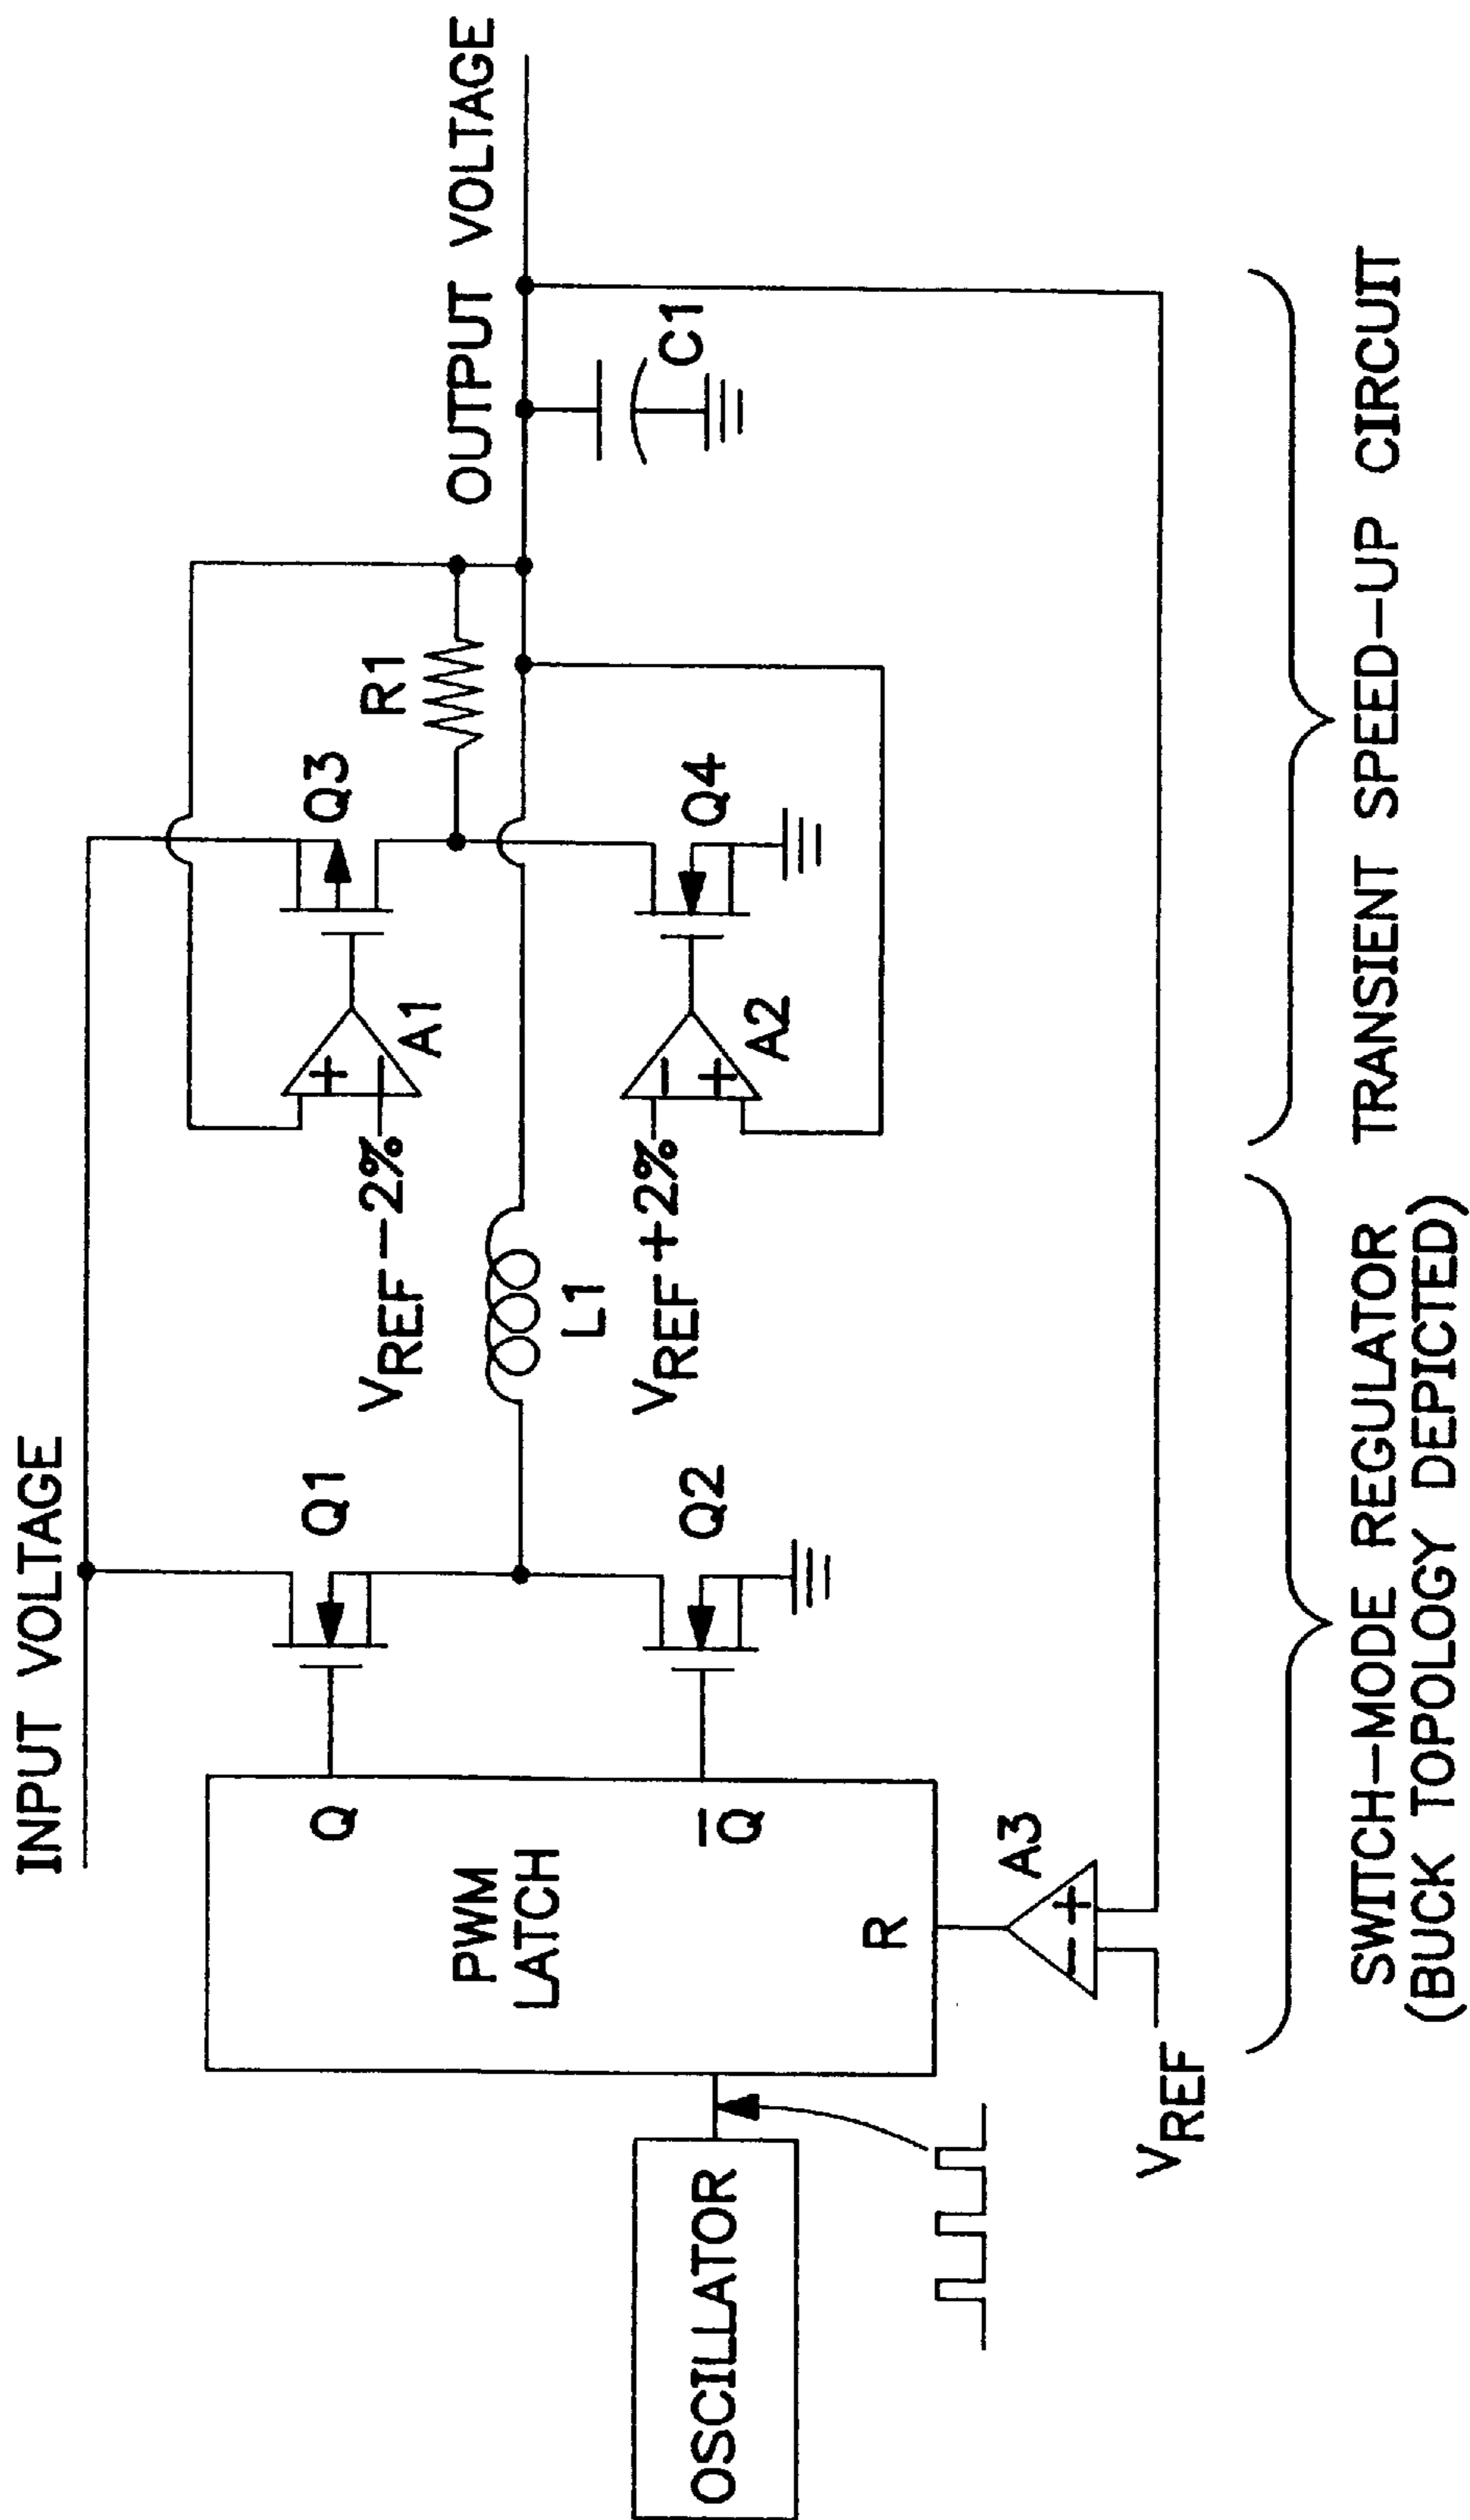 INPUT VOLTAGE
OUTPUT VOLTAGE
OSCILLATOR
PWM
LATCH
Q
Q̅
R
Q1
Q2
L1
VREF−2%
VREF+2%
+
−
A1
−
+
A2
Q3
Q4
R1
C1
−
+
A3
VREF
SWITCH−MODE REGULATOR
(BUCK TOPOLOGY DEPICTED)
TRANSIENT SPEED−UP CIRCUIT